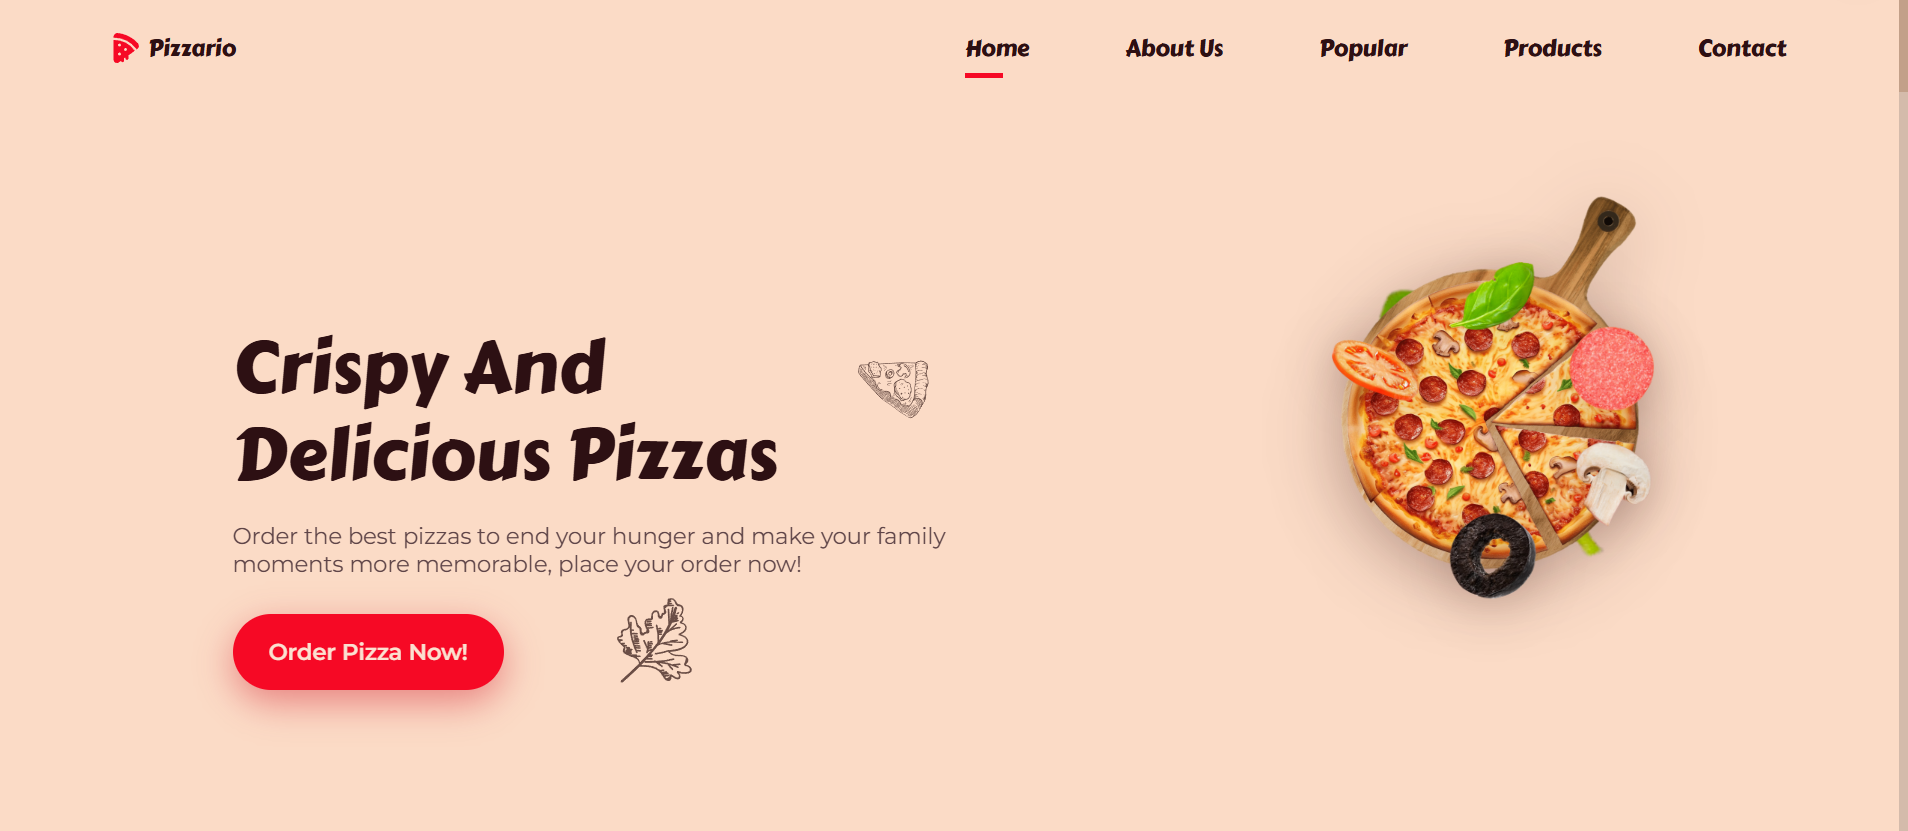 Pizzario
Home
About Us
Popular
Products
Contact
Crispy And
Delicious Pizzas
Order the best pizzas to end your hunger and make your family
moments more memorable, place your order now!
Order Pizza Now!